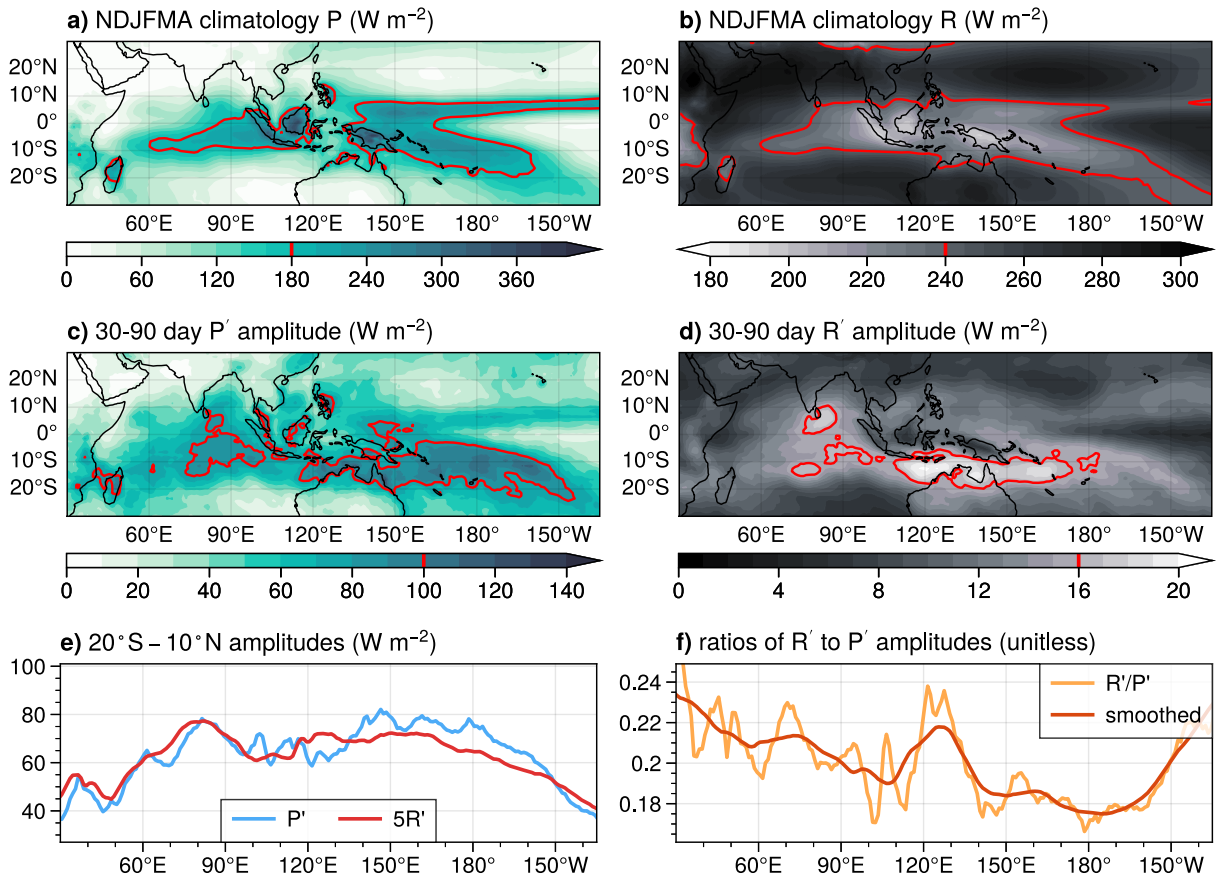 a) NDJFMA climatology P (W m⁻²)
b) NDJFMA climatology R (W m⁻²)
20°N
10°N
0°
10°S
20°S
60°E 90°E 120°E 150°E 180° 150°W
0 60 120 180 240 300 360
20°N
10°N
0°
10°S
20°S
60°E 90°E 120°E 150°E 180° 150°W
180 200 220 240 260 280 300
c) 30-90 day P′ amplitude (W m⁻²)
d) 30-90 day R′ amplitude (W m⁻²)
20°N
10°N
0°
10°S
20°S
60°E 90°E 120°E 150°E 180° 150°W
0 20 40 60 80 100 120 140
20°N
10°N
0°
10°S
20°S
60°E 90°E 120°E 150°E 180° 150°W
0 4 8 12 16 20
e) 20°S – 10°N amplitudes (W m⁻²)
f) ratios of R′ to P′ amplitudes (unitless)
100
80
60
40
P' 5R'
60°E 90°E 120°E 150°E 180° 150°W
0.24
0.22
0.2
0.18
R'/P'
smoothed
60°E 90°E 120°E 150°E 180° 150°W